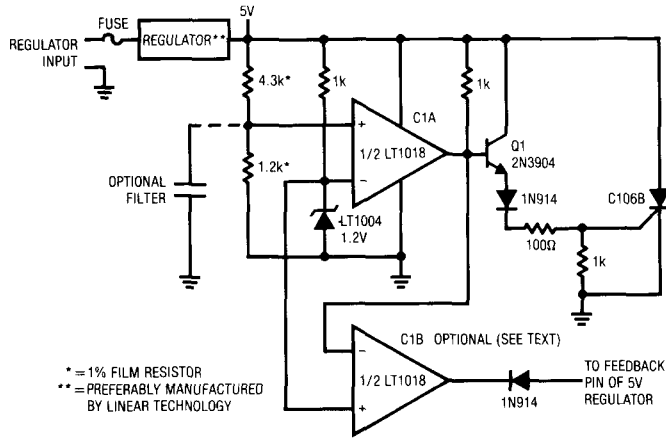 FUSE
5V
REGULATOR
INPUT
REGULATOR**
4.3k*
1k
1k
C1A
+
1/2 LT1018
−
Q1
2N3904
1.2k*
OPTIONAL
FILTER
LT1004
1.2V
1N914
C106B
100Ω
1k
C1B OPTIONAL (SEE TEXT)
−
1/2 LT1018
+
1N914
TO FEEDBACK
PIN OF 5V
REGULATOR
* = 1% FILM RESISTOR
** = PREFERABLY MANUFACTURED
BY LINEAR TECHNOLOGY